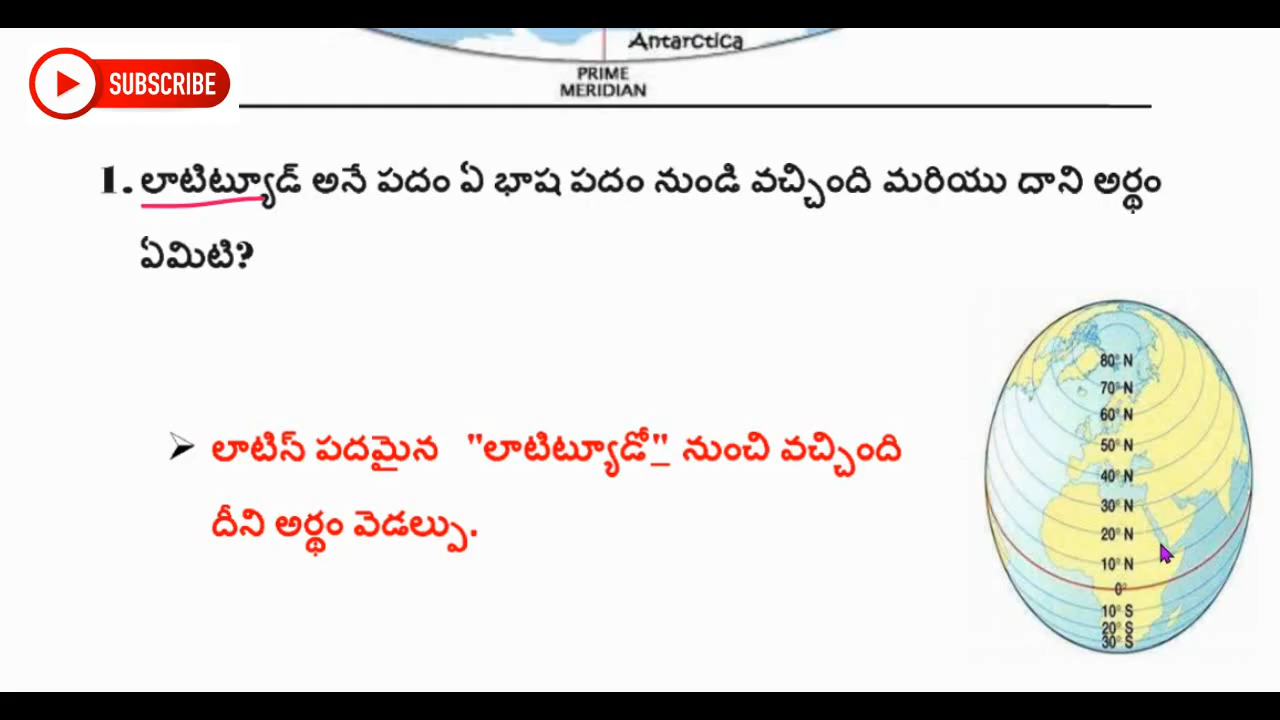 Antarctica
PRIME
MERIDIAN
SUBSCRIBE
1. లాటిట్యూడ్ అనే పదం ఏ భాష పదం నుండి వచ్చింది మరియు దాని అర్థం
ఏమిటి?
80° N
70° N
60° N
50° N
40° N
30° N
20° N
10° N
0°
10° S
20° S
30° S
లాటిస్ పదమైన "లాటిట్యూడో" నుంచి వచ్చింది
దీని అర్థం వెడల్పు.